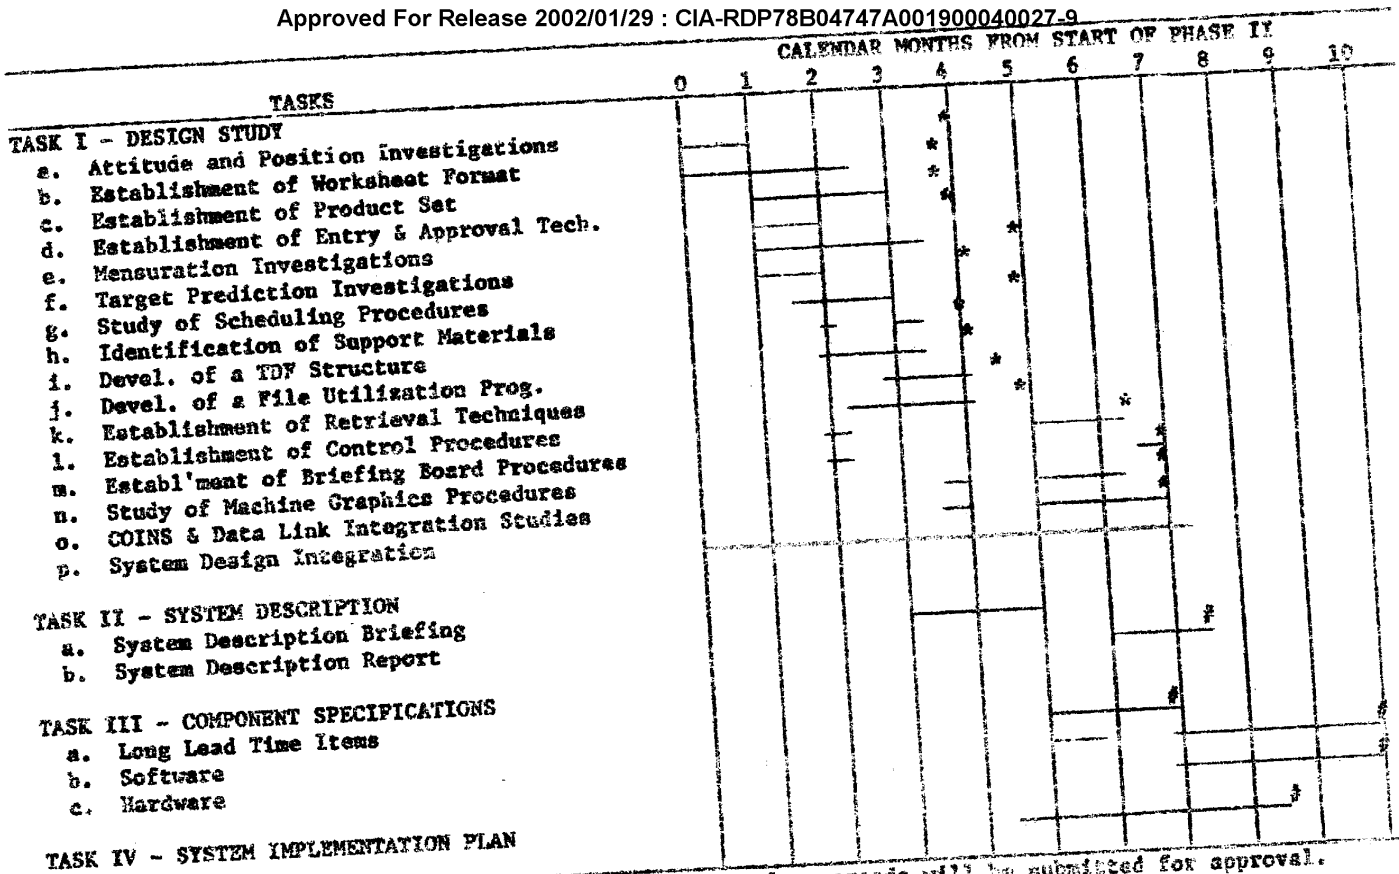 Approved For Release 2002/01/29 : CIA-RDP78B04747A001900040027-9
CALENDAR MONTHS FROM START OF PHASE II
TASKS 0 1 2 3 4 5 6 7 8 9 10
TASK I - DESIGN STUDY
a. Attitude and Position Investigations
b. Establishment of Worksheet Format
c. Establishment of Product Set
d. Establishment of Entry & Approval Tech.
e. Mensuration Investigations
f. Target Prediction Investigations
g. Study of Scheduling Procedures
h. Identification of Support Materials
i. Devel. of a TDF Structure
j. Devel. of a File Utilization Prog.
k. Establishment of Retrieval Techniques
l. Establishment of Control Procedures
m. Establ'ment of Briefing Board Procedures
n. Study of Machine Graphics Procedures
o. COINS & Data Link Integration Studies
p. System Design Integration
TASK II - SYSTEM DESCRIPTION
a. System Description Briefing
b. System Description Report
TASK III - COMPONENT SPECIFICATIONS
a. Long Lead Time Items
b. Software
c. Hardware
TASK IV - SYSTEM IMPLEMENTATION PLAN
will be submitted for approval.